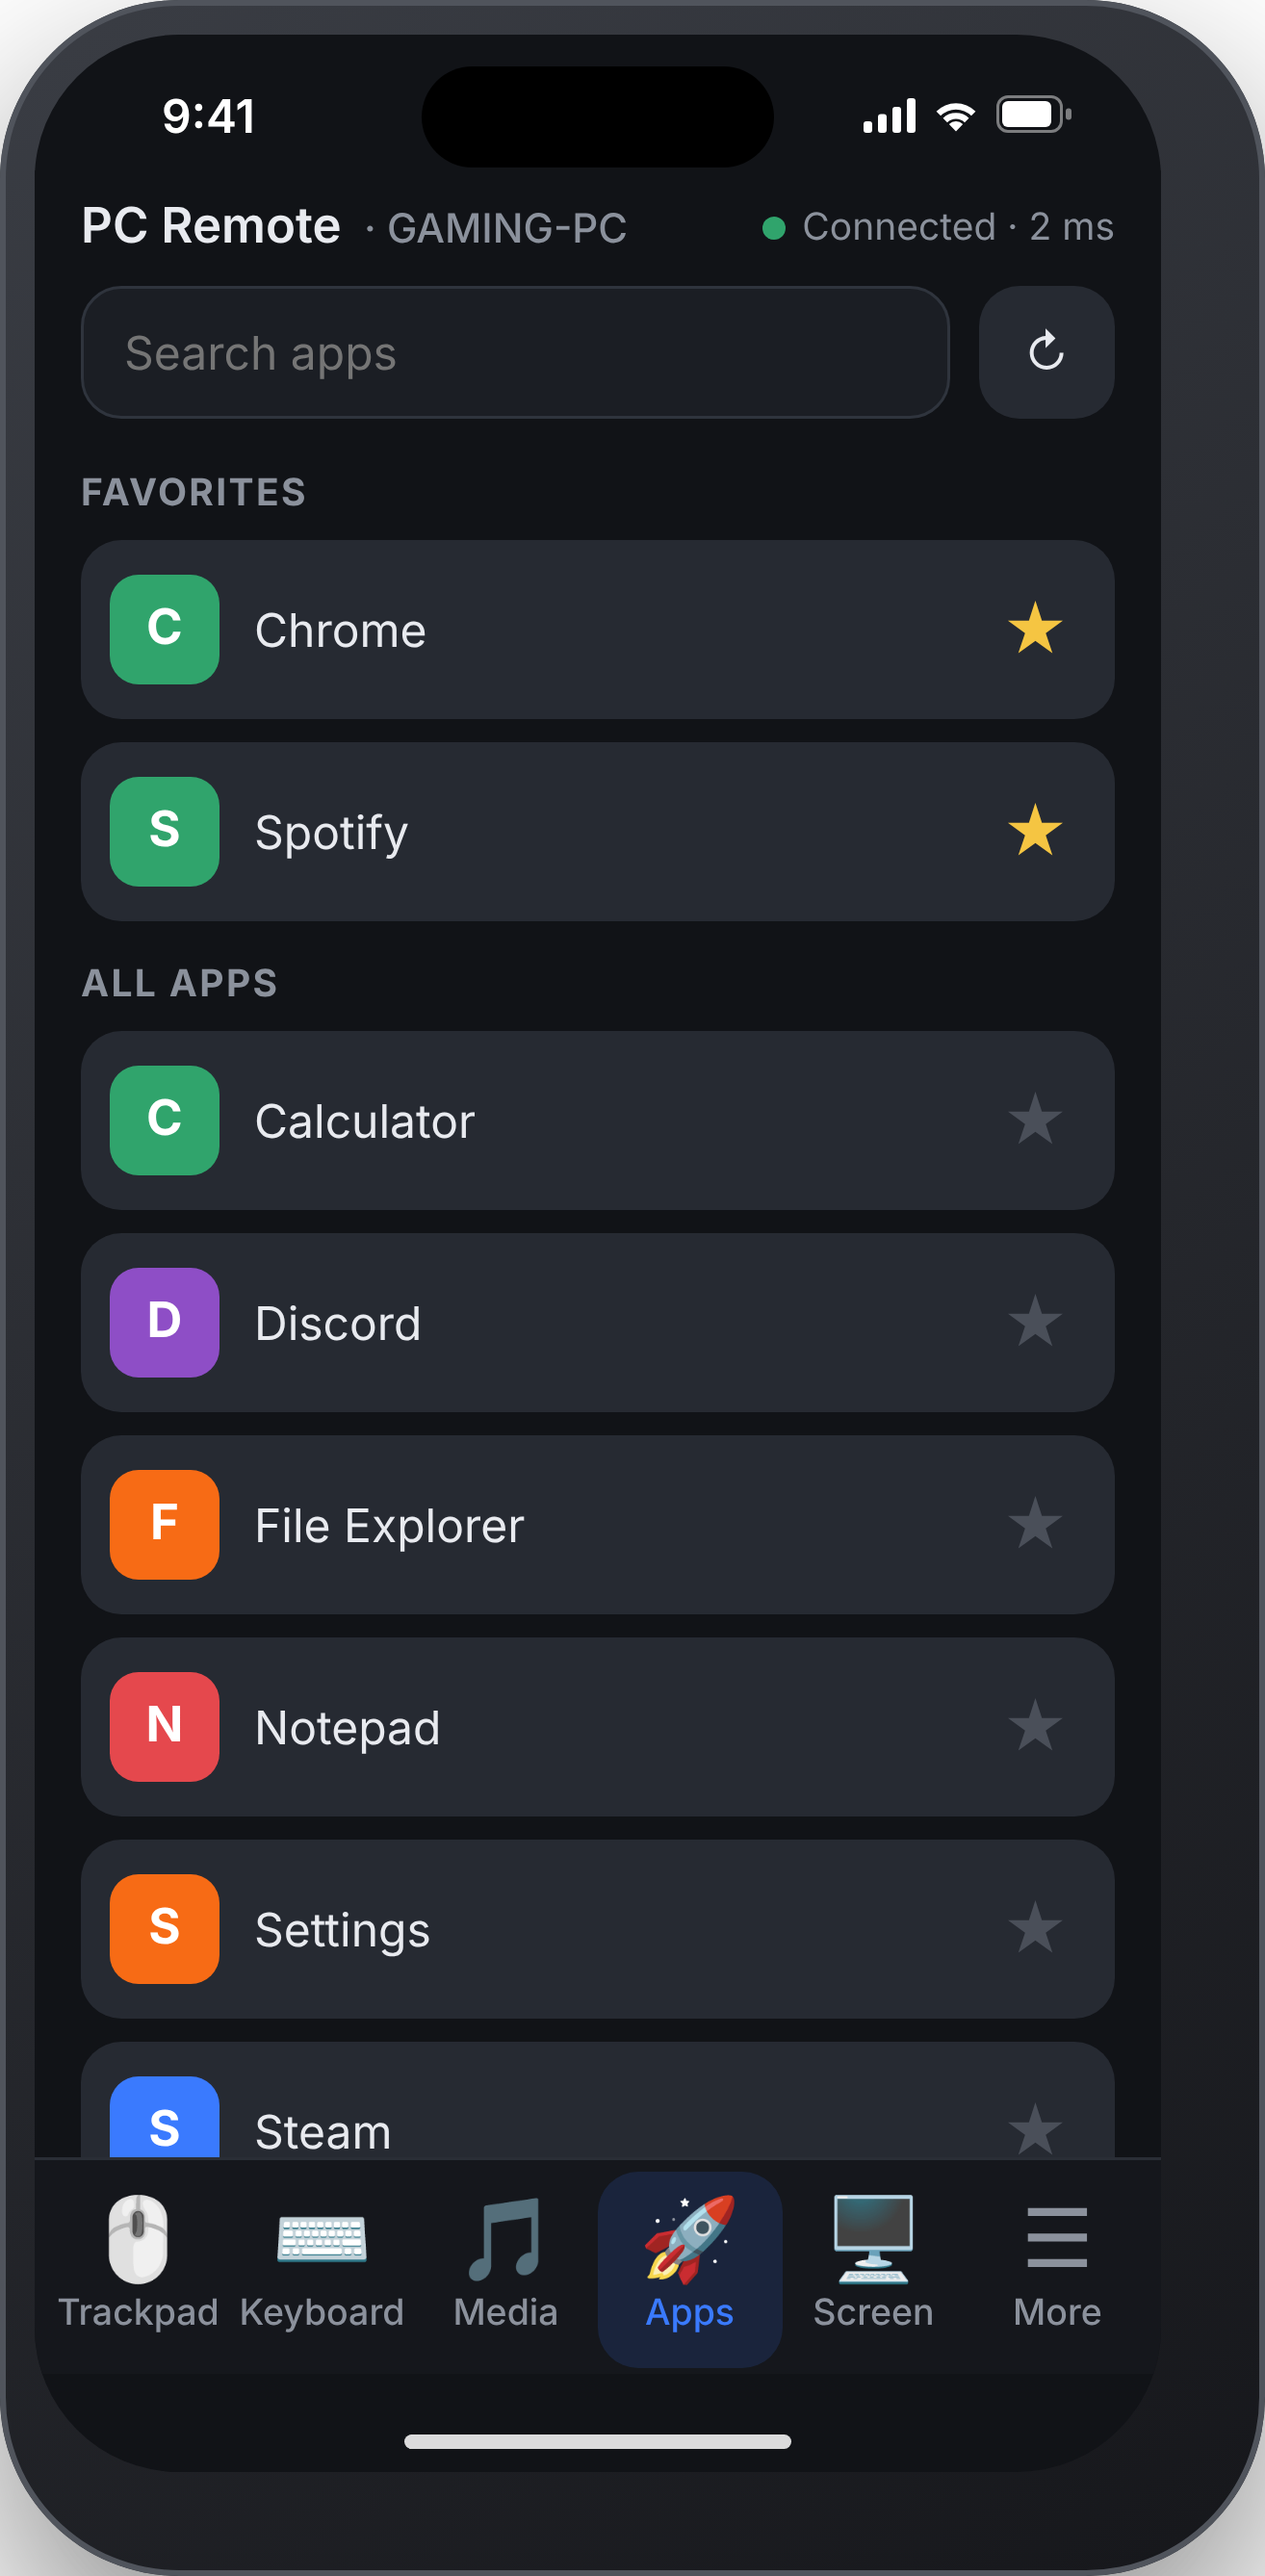 9:41
PC Remote · GAMING-PC
Connected · 2 ms
Search apps
FAVORITES
C Chrome
S Spotify
ALL APPS
C Calculator
D Discord
F File Explorer
N Notepad
S Settings
S Steam
Trackpad Keyboard Media Apps Screen More